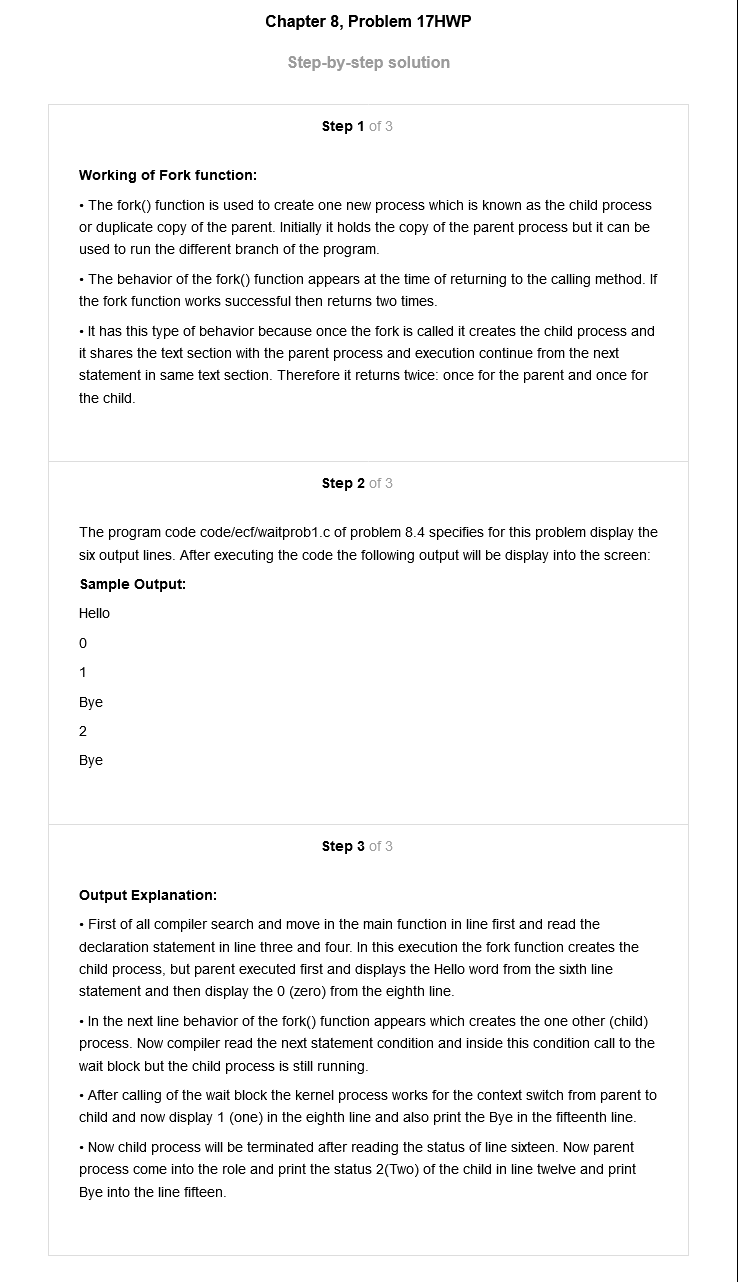 Chapter 8, Problem 17HWP
Step-by-step solution
Step 1 of 3
Working of Fork function:
• The fork() function is used to create one new process which is known as the child process
or duplicate copy of the parent. Initially it holds the copy of the parent process but it can be
used to run the different branch of the program.
• The behavior of the fork() function appears at the time of returning to the calling method. If
the fork function works successful then returns two times.
• It has this type of behavior because once the fork is called it creates the child process and
it shares the text section with the parent process and execution continue from the next
statement in same text section. Therefore it returns twice: once for the parent and once for
the child.
Step 2 of 3
The program code code/ecf/waitprob1.c of problem 8.4 specifies for this problem display the
six output lines. After executing the code the following output will be display into the screen:
Sample Output:
Hello
0
1
Bye
2
Bye
Step 3 of 3
Output Explanation:
• First of all compiler search and move in the main function in line first and read the
declaration statement in line three and four. In this execution the fork function creates the
child process, but parent executed first and displays the Hello word from the sixth line
statement and then display the 0 (zero) from the eighth line.
• In the next line behavior of the fork() function appears which creates the one other (child)
process. Now compiler read the next statement condition and inside this condition call to the
wait block but the child process is still running.
• After calling of the wait block the kernel process works for the context switch from parent to
child and now display 1 (one) in the eighth line and also print the Bye in the fifteenth line.
• Now child process will be terminated after reading the status of line sixteen. Now parent
process come into the role and print the status 2(Two) of the child in line twelve and print
Bye into the line fifteen.